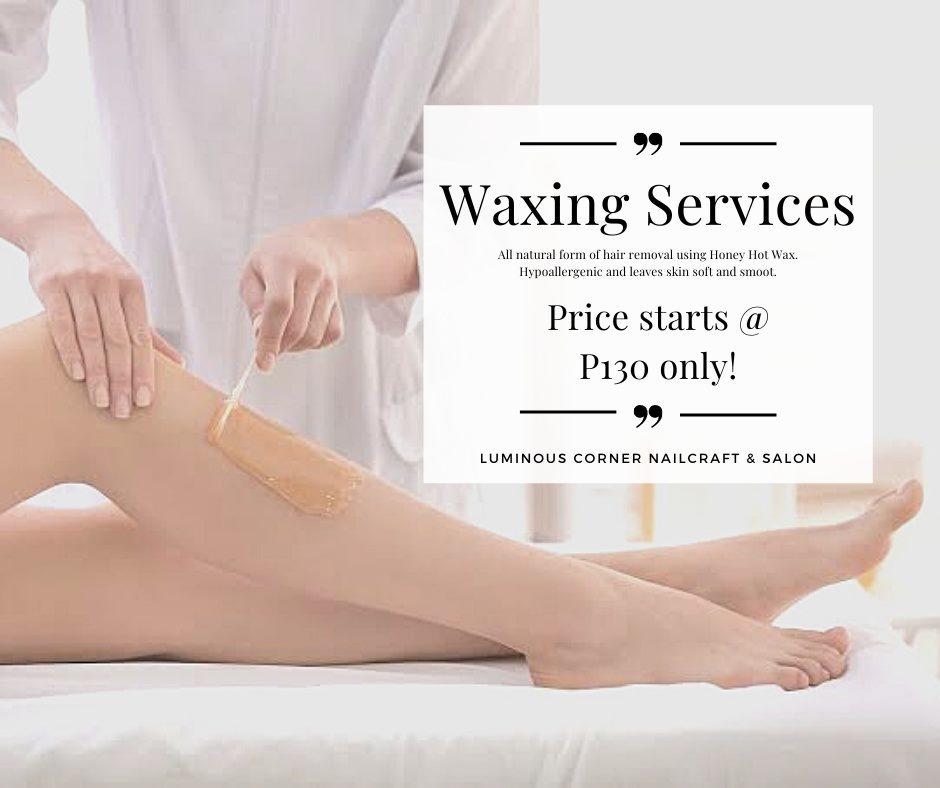 Waxing Services
All natural form of hair removal using Honey Hot Wax.
Hypoallergenic and leaves skin soft and smoot.
Price starts @
P130 only!
LUMINOUS CORNER NAILCRAFT & SALON